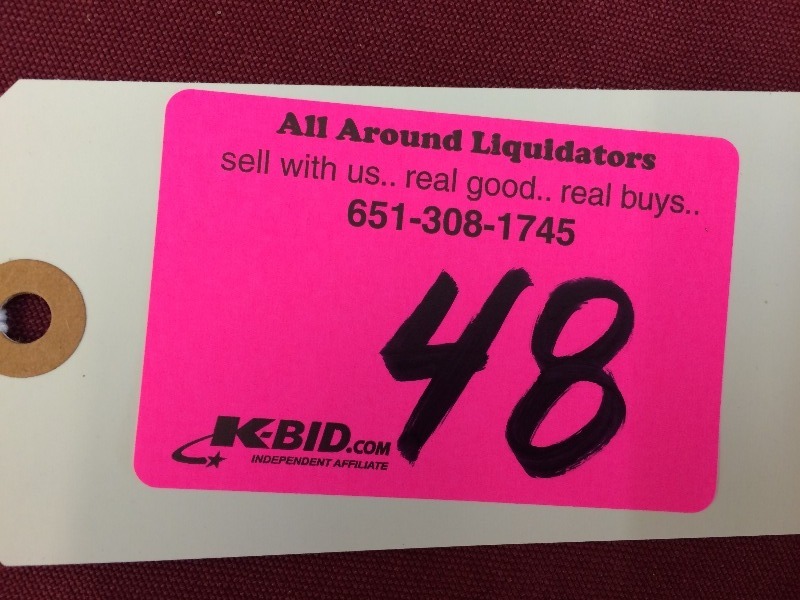 All Around Liquidators
sell with us.. real good.. real buys..
651-308-1745
48
K-BID.COM
INDEPENDENT AFFILIATE